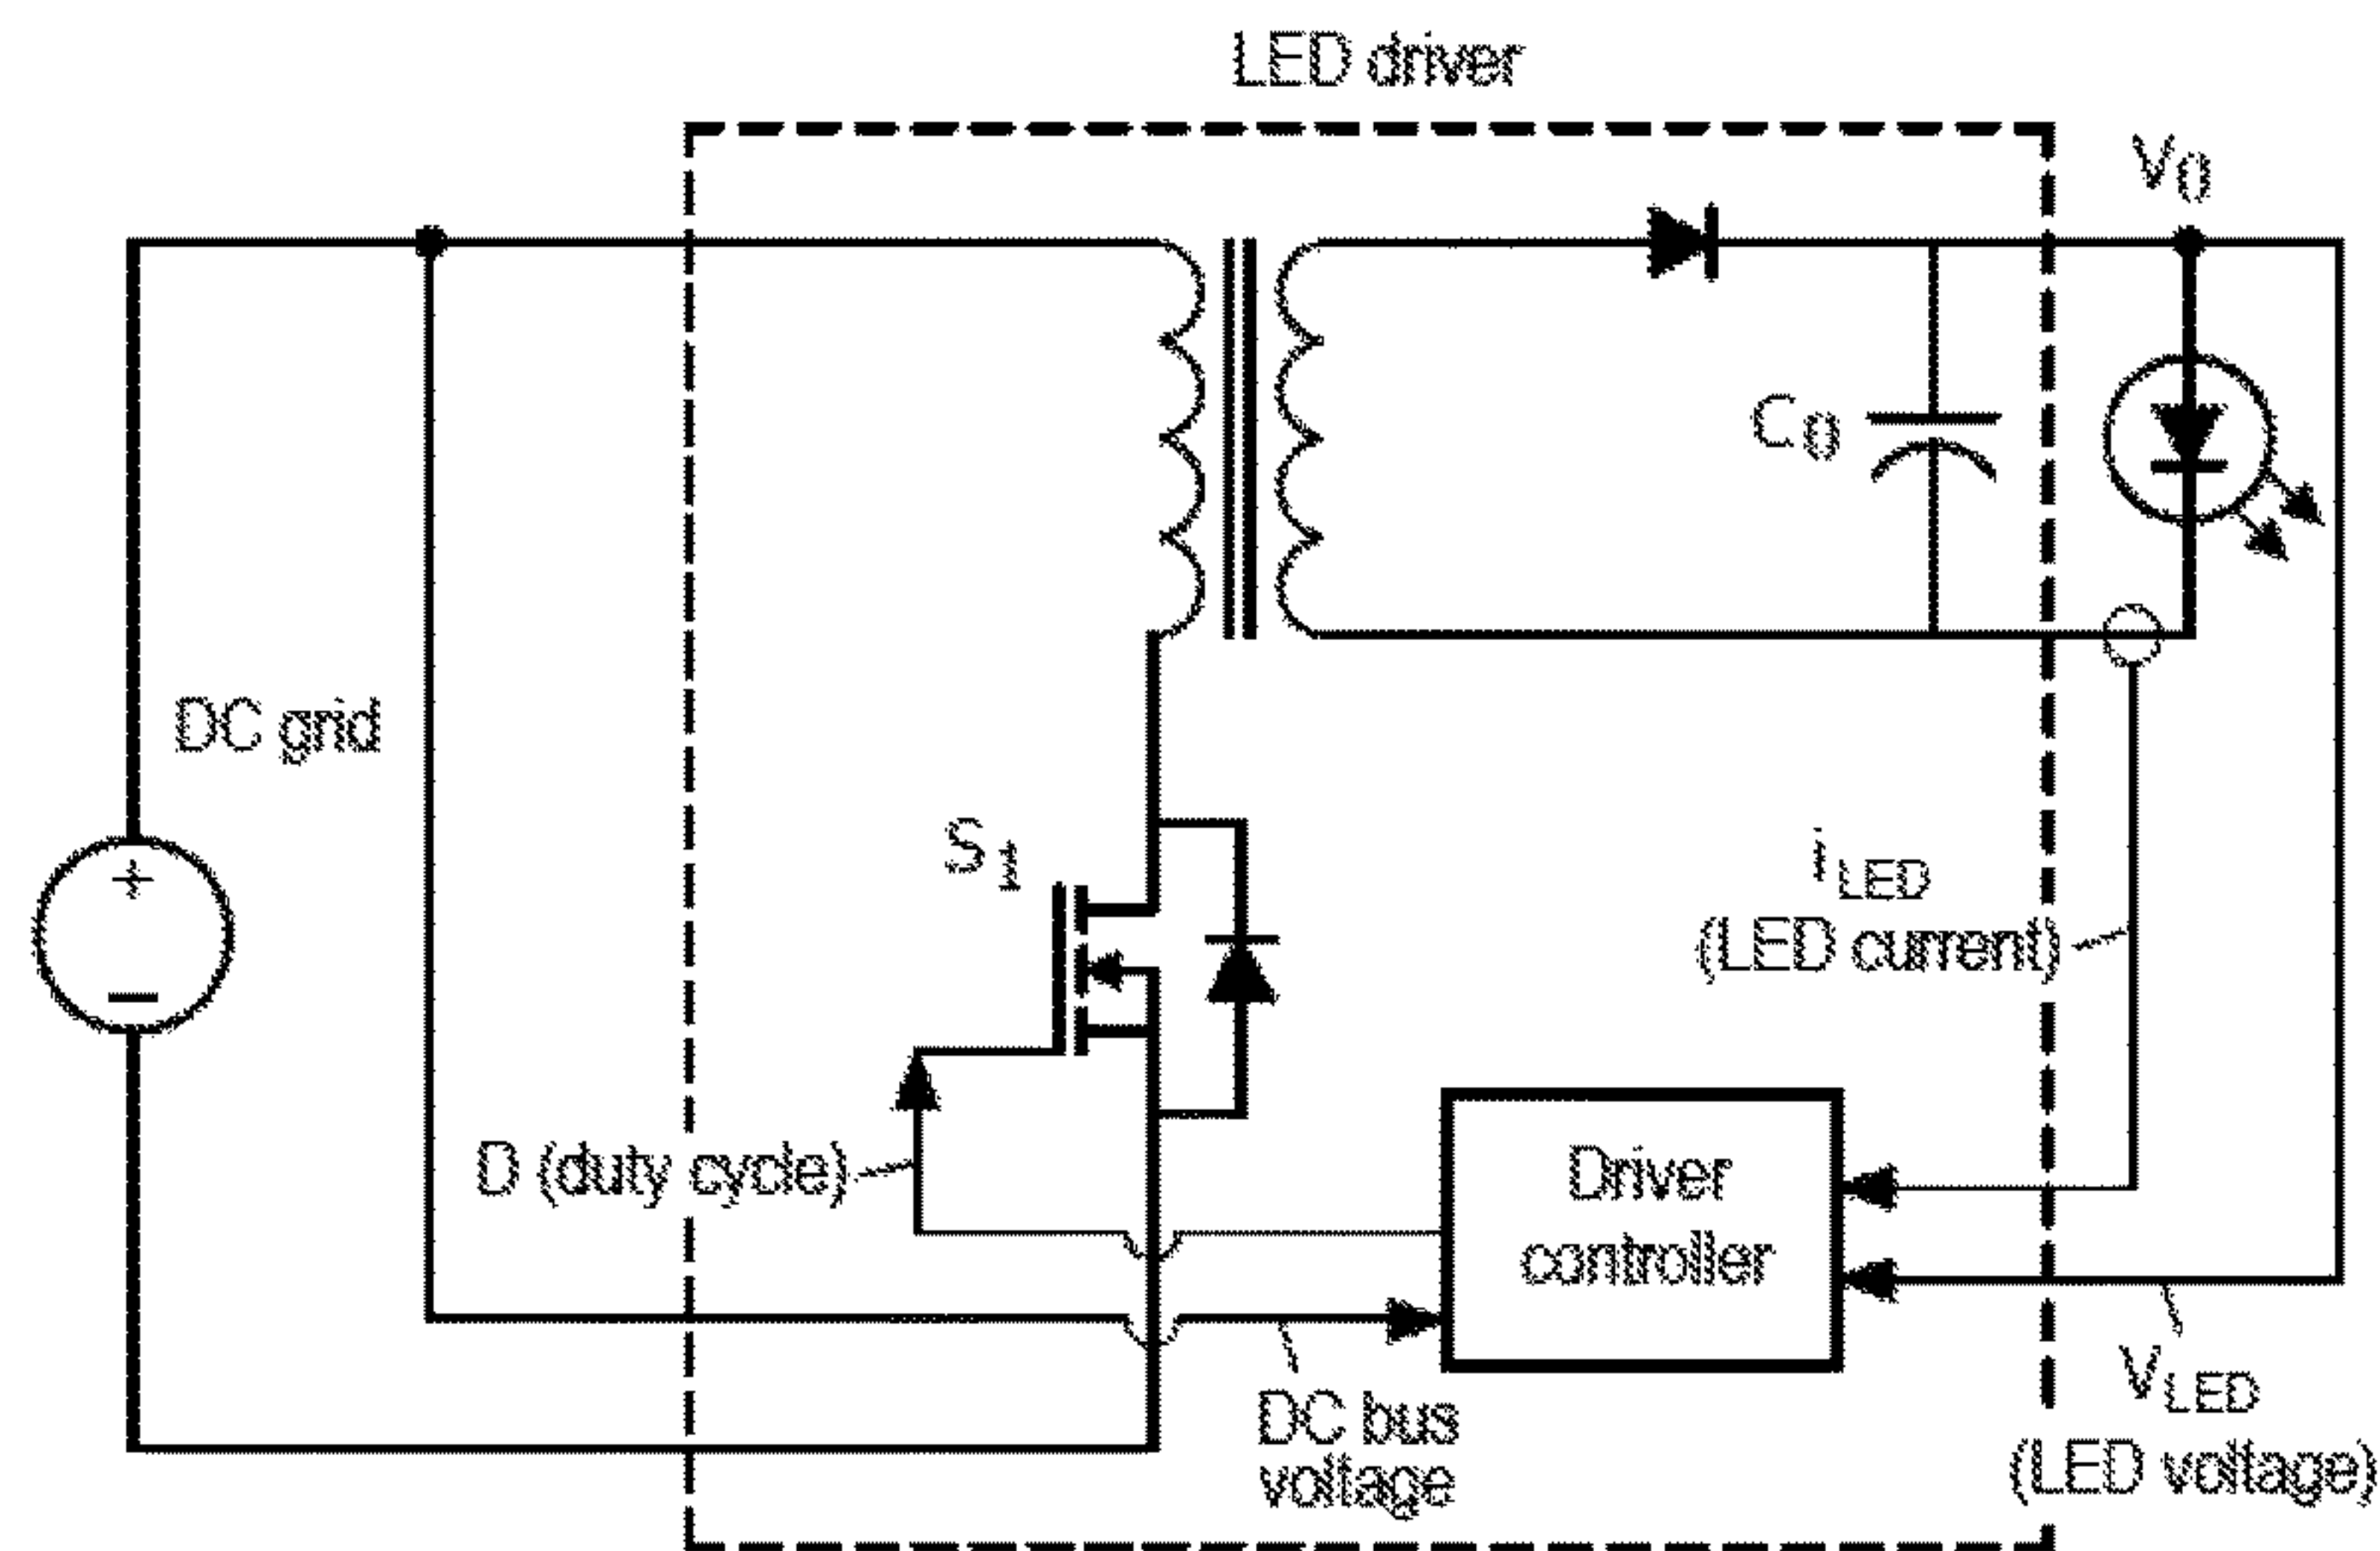 LED driver
V0
C0
DC grid
S1
iLED
(LED current)
D (duty cycle)
Driver
controller
DC bus
voltage
VLED
(LED voltage)
+
−